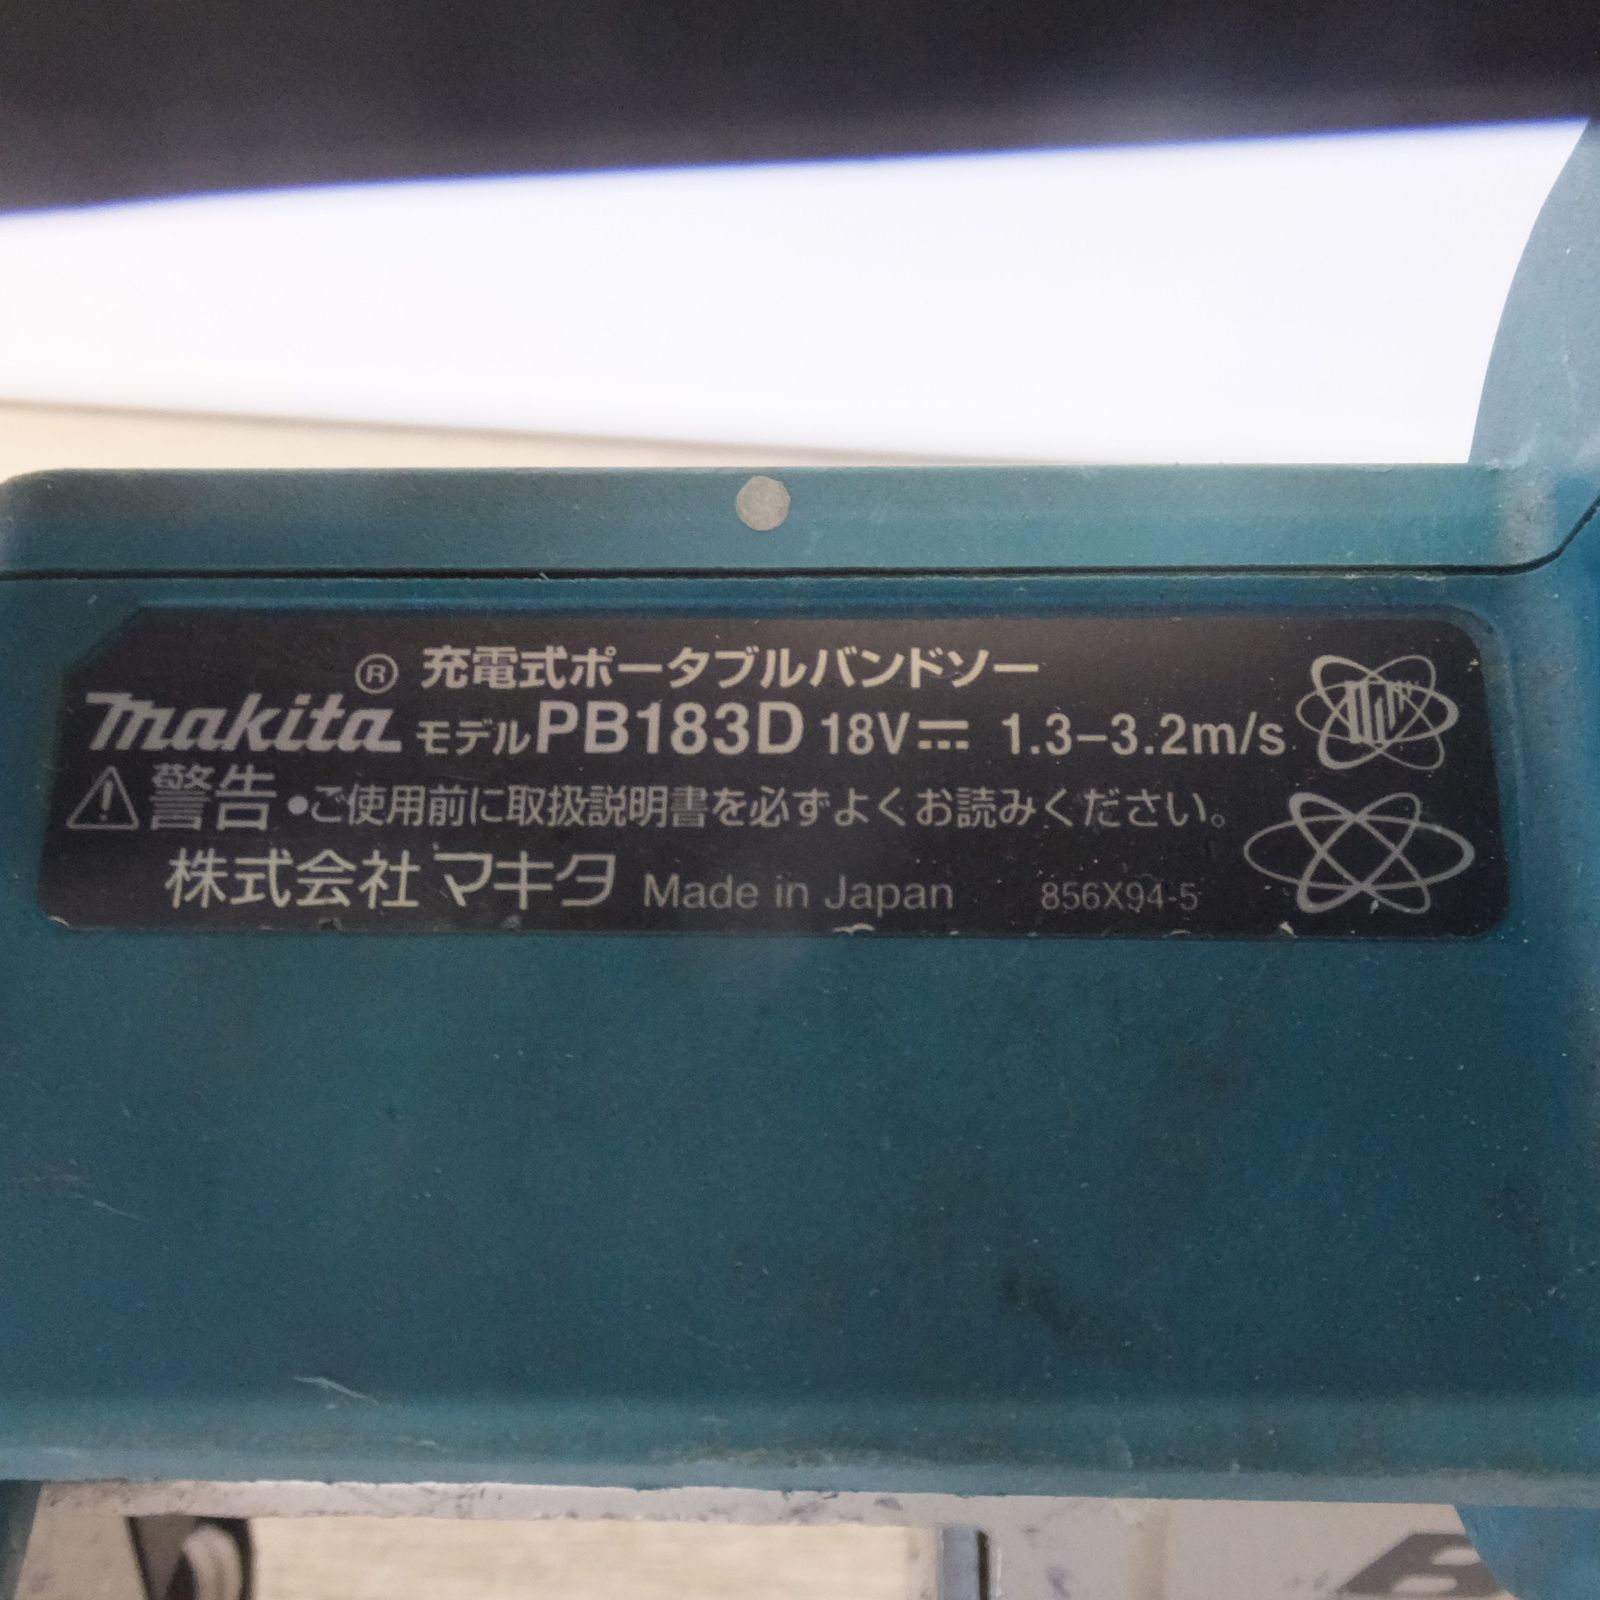 ® 充電式ポータブルバンドソー
makita モデル PB183D 18V⎓ 1.3–3.2m/s
⚠警告 ●ご使用前に取扱説明書を必ずよくお読みください。
株式会社マキタ Made in Japan 856X94-5